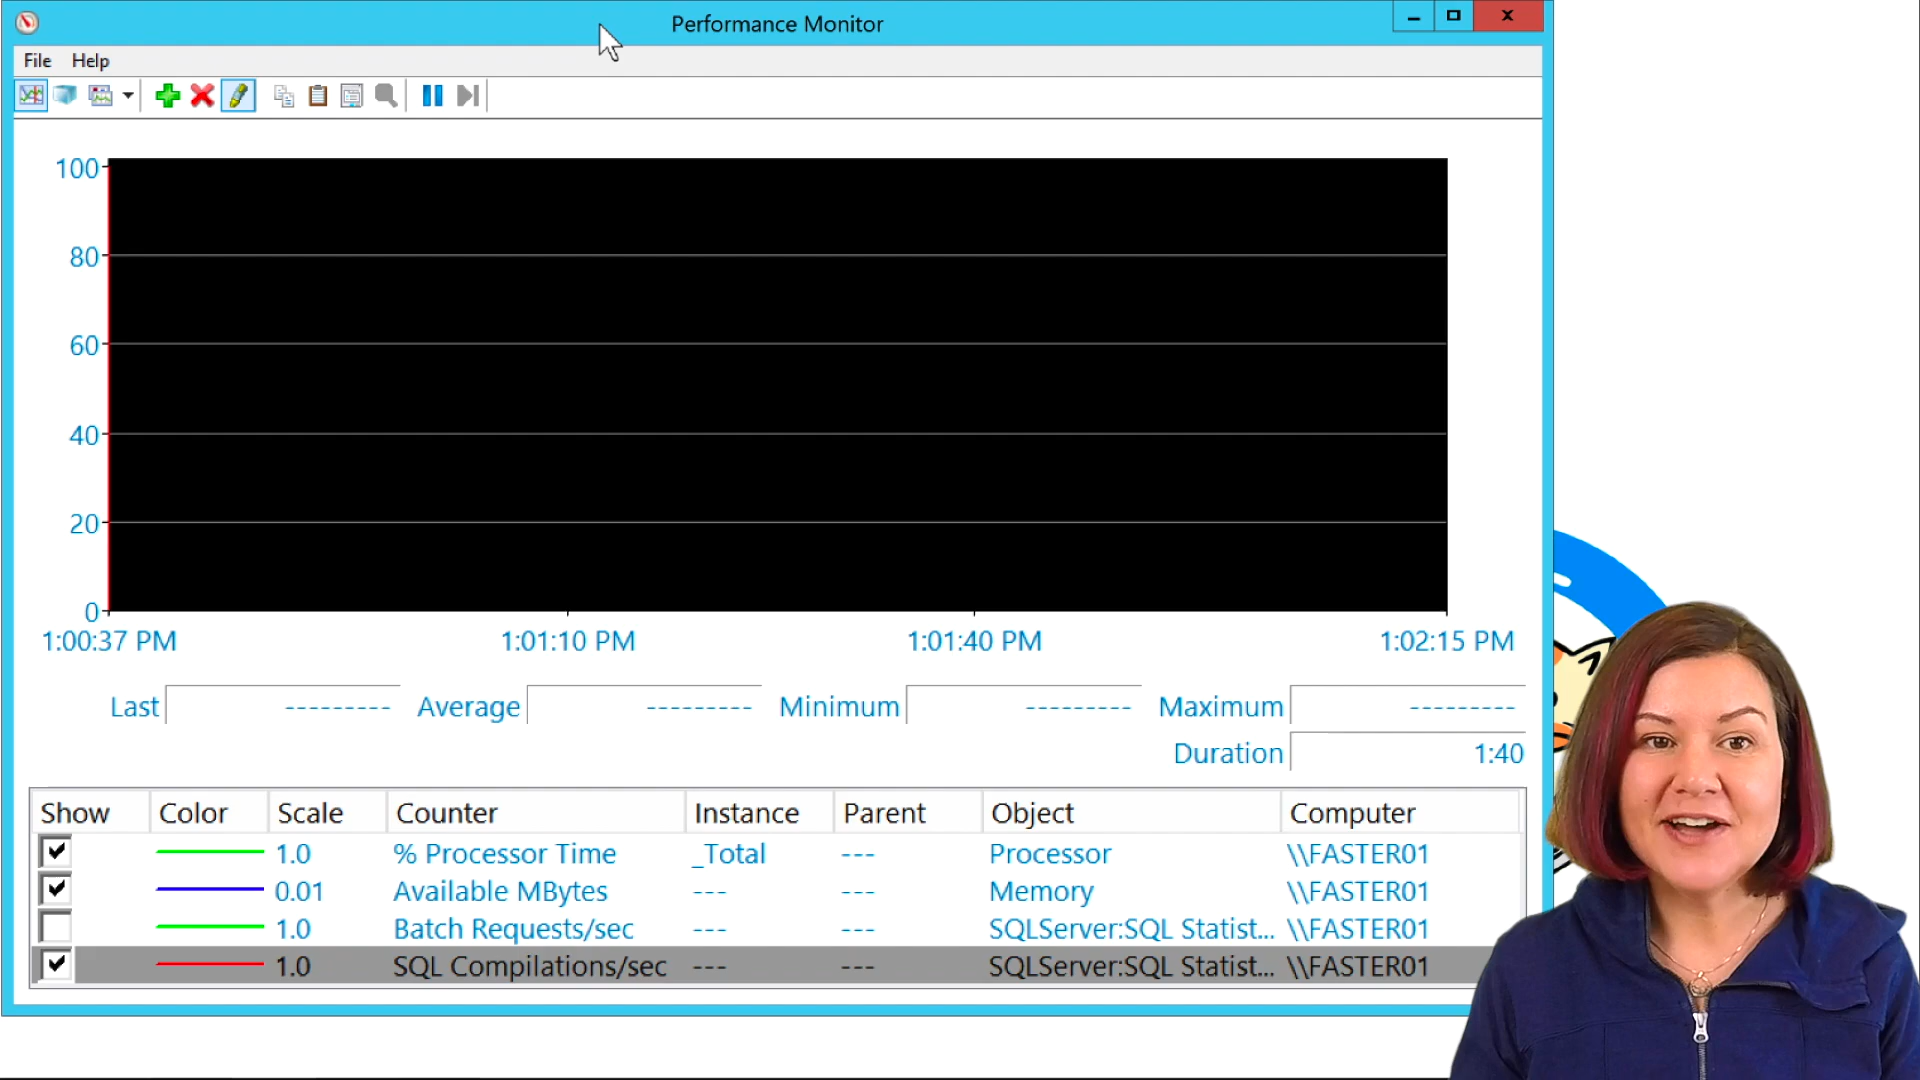 Performance Monitor
File Help
100
80
60
40
20
0
1:00:37 PM 1:01:10 PM 1:01:40 PM 1:02:15 PM
Last --------- Average --------- Minimum --------- Maximum ---------
Duration 1:40
Show Color Scale Counter Instance Parent Object Computer
1.0 % Processor Time _Total --- Processor \\FASTER01
0.01 Available MBytes --- --- Memory \\FASTER01
1.0 Batch Requests/sec --- --- SQLServer:SQL Statist... \\FASTER01
1.0 SQL Compilations/sec --- --- SQLServer:SQL Statist... \\FASTER01